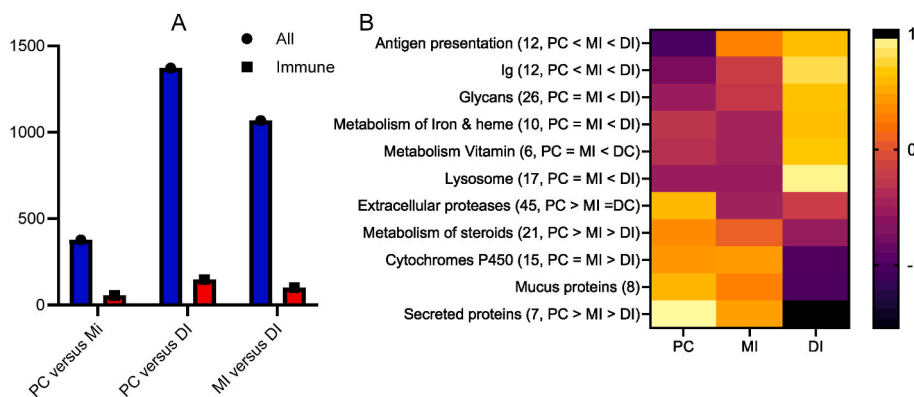 A
1500
1000
500
0
All
Immune
PC versus Mi
PC versus DI
MI versus DI
B
Antigen presentation (12, PC < MI < DI)
Ig (12, PC < MI < DI)
Glycans (26, PC = MI < DI)
Metabolism of Iron & heme (10, PC = MI < DI)
Metabolism Vitamin (6, PC = MI < DC)
Lysosome (17, PC = MI < DI)
Extracellular proteases (45, PC > MI =DC)
Metabolism of steroids (21, PC > MI > DI)
Cytochromes P450 (15, PC = MI > DI)
Mucus proteins (8)
Secreted proteins (7, PC > MI > DI)
PC
MI
DI
1
0